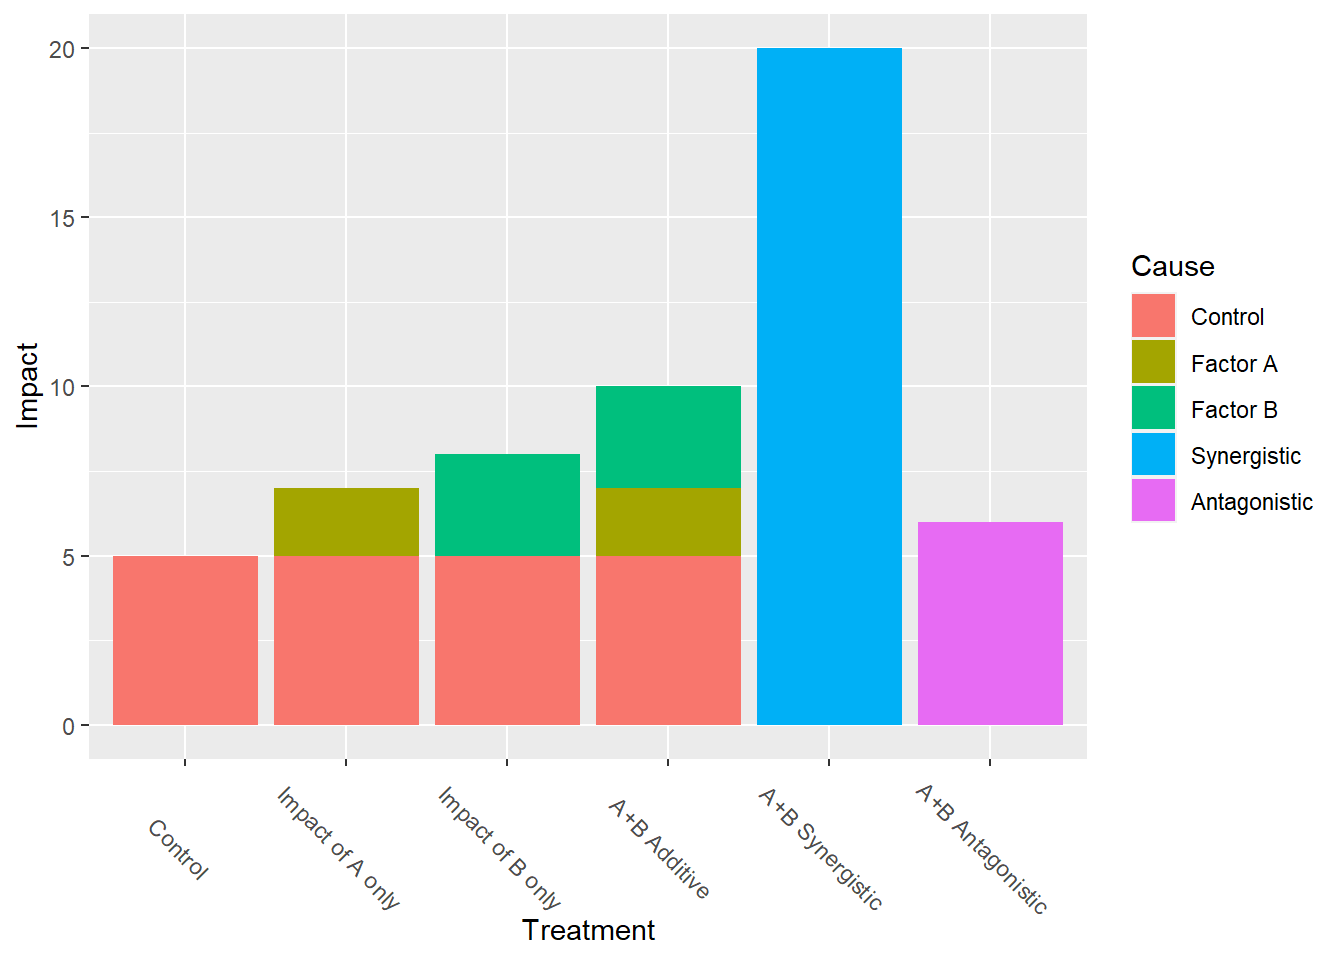 20
15
10
5
0
Impact
Control
Impact of A only
Impact of B only
A+B Additive
A+B Synergistic
A+B Antagonistic
Treatment
Cause
Control
Factor A
Factor B
Synergistic
Antagonistic